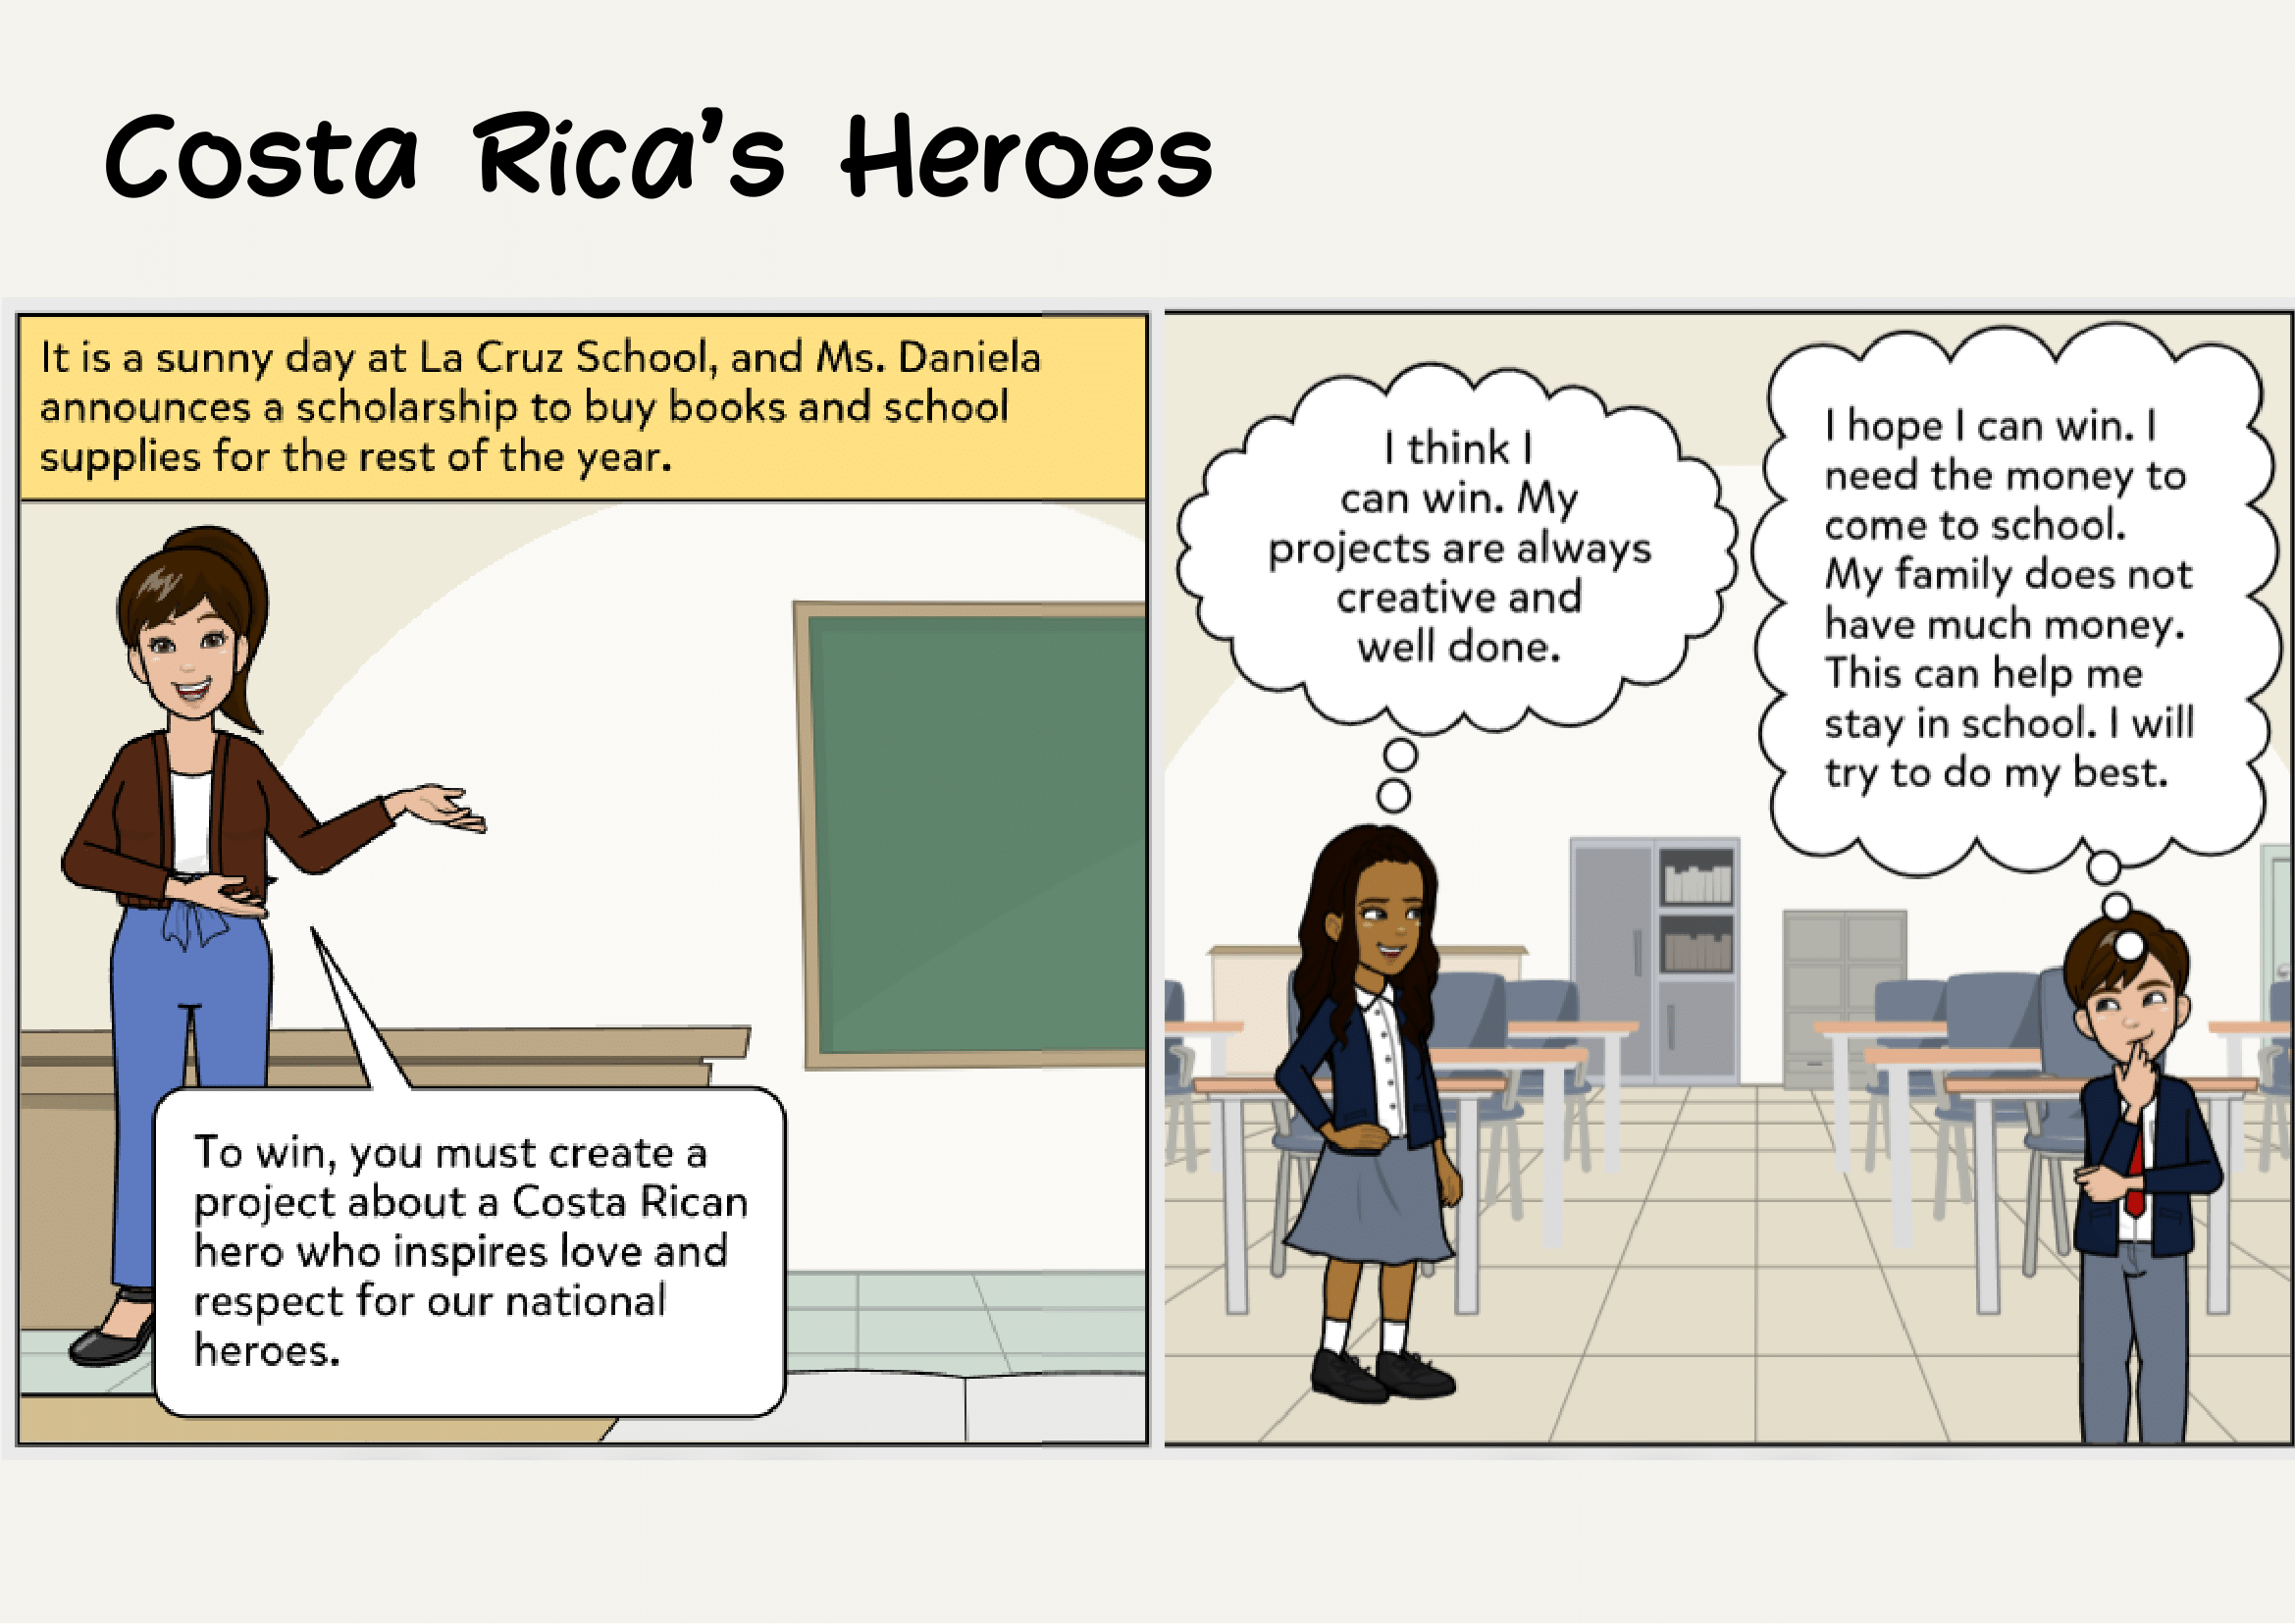 Costa Rica's Heroes
It is a sunny day at La Cruz School, and Ms. Daniela
announces a scholarship to buy books and school
supplies for the rest of the year.
To win, you must create a
project about a Costa Rican
hero who inspires love and
respect for our national
heroes.
I think I
can win. My
projects are always
creative and
well done.
I hope I can win. I
need the money to
come to school.
My family does not
have much money.
This can help me
stay in school. I will
try to do my best.